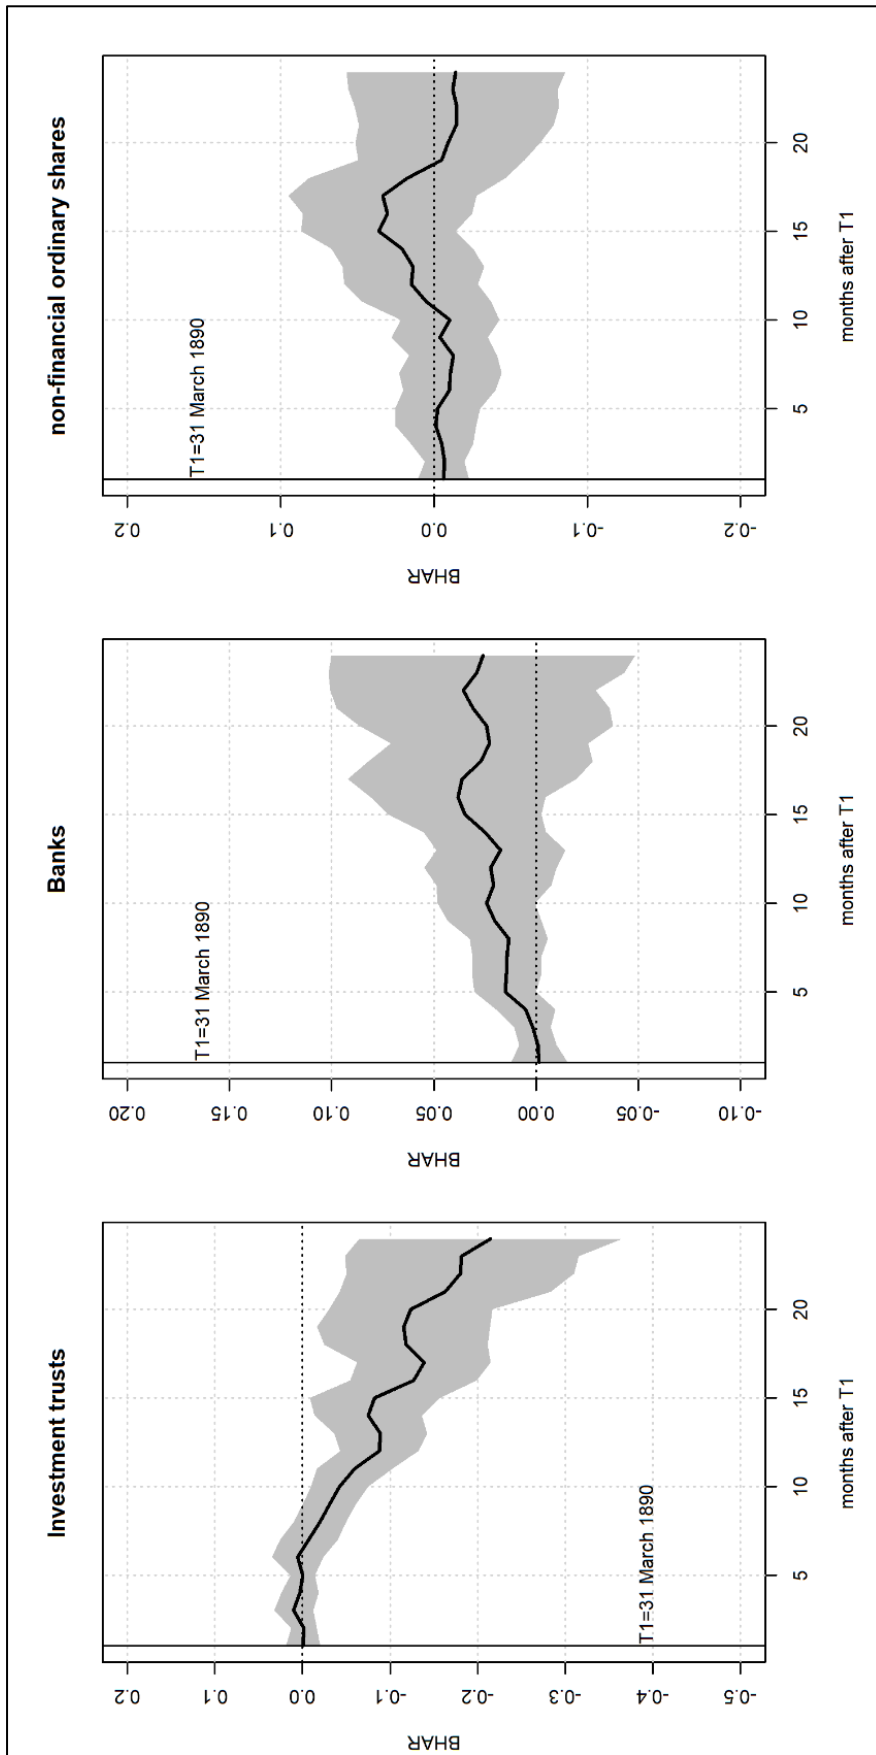 Investment trusts
BHAR
0.2
0.1
0.0
-0.1
-0.2
-0.3
-0.4
-0.5
T1=31 March 1890
5
10
15
20
months after T1
Banks
BHAR
0.20
0.15
0.10
0.05
0.00
-0.05
-0.10
T1=31 March 1890
5
10
15
20
months after T1
non-financial ordinary shares
BHAR
0.2
0.1
0.0
-0.1
-0.2
T1=31 March 1890
5
10
15
20
months after T1